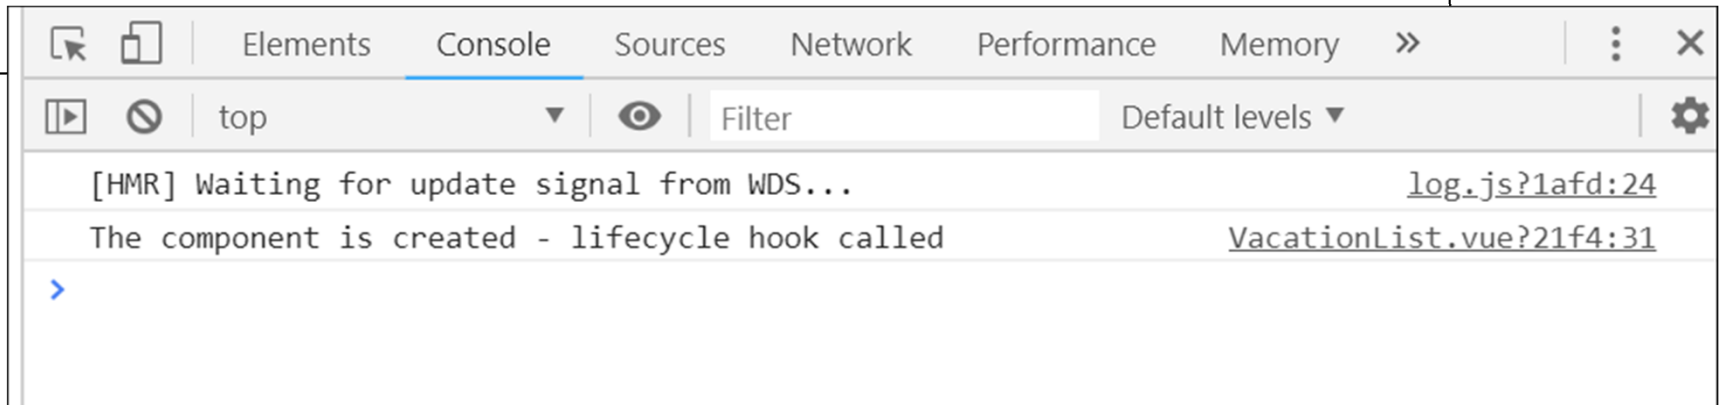 Elements Console Sources Network Performance Memory »
top Filter Default levels
[HMR] Waiting for update signal from WDS... log.js?1afd:24
The component is created - lifecycle hook called VacationList.vue?21f4:31
>